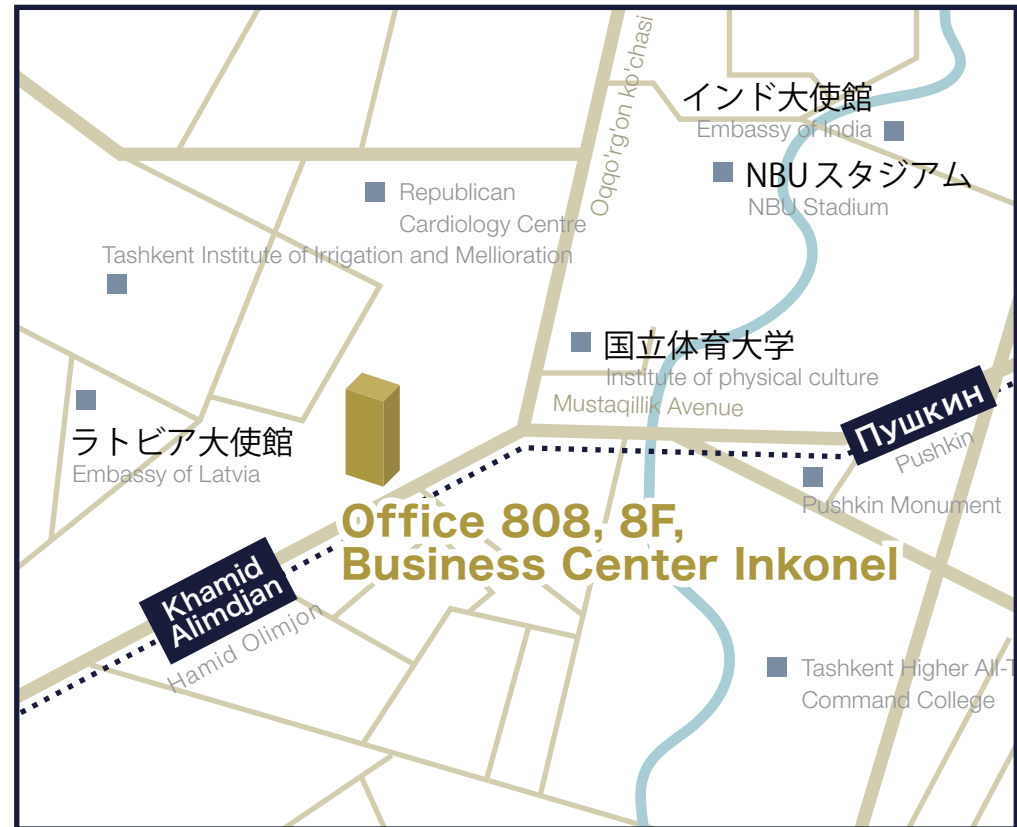 Oqqo'rg'on ko'chasi
インド大使館
Embassy of India
NBUスタジアム
NBU Stadium
Republican
Cardiology Centre
Tashkent Institute of Irrigation and Mellioration
国立体育大学
Institute of physical culture
Mustaqillik Avenue
ラトビア大使館
Embassy of Latvia
Пушкин
Pushkin
Pushkin Monument
Office 808, 8F,
Business Center Inkonel
Khamid
Alimdjan
Hamid Olimjon
Tashkent Higher All-T
Command College